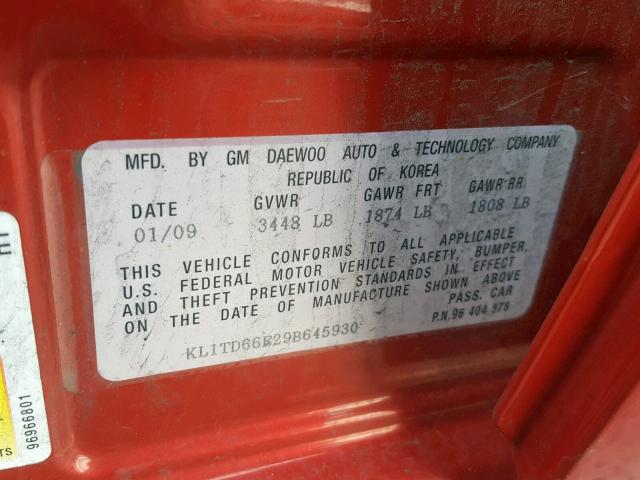 MFD. BY GM DAEWOO AUTO & TECHNOLOGY COMPANY
REPUBLIC OF KOREA
DATE GVWR GAWR FRT GAWR RR
01/09 3448 LB 1874 LB 1808 LB
THIS VEHICLE CONFORMS TO ALL APPLICABLE
U.S. FEDERAL MOTOR VEHICLE SAFETY, BUMPER,
AND THEFT PREVENTION STANDARDS IN EFFECT
ON THE DATE OF MANUFACTURE SHOWN ABOVE
PASS. CAR
P.N.96 404 978
KL1TD66E29B645930
E
96966801